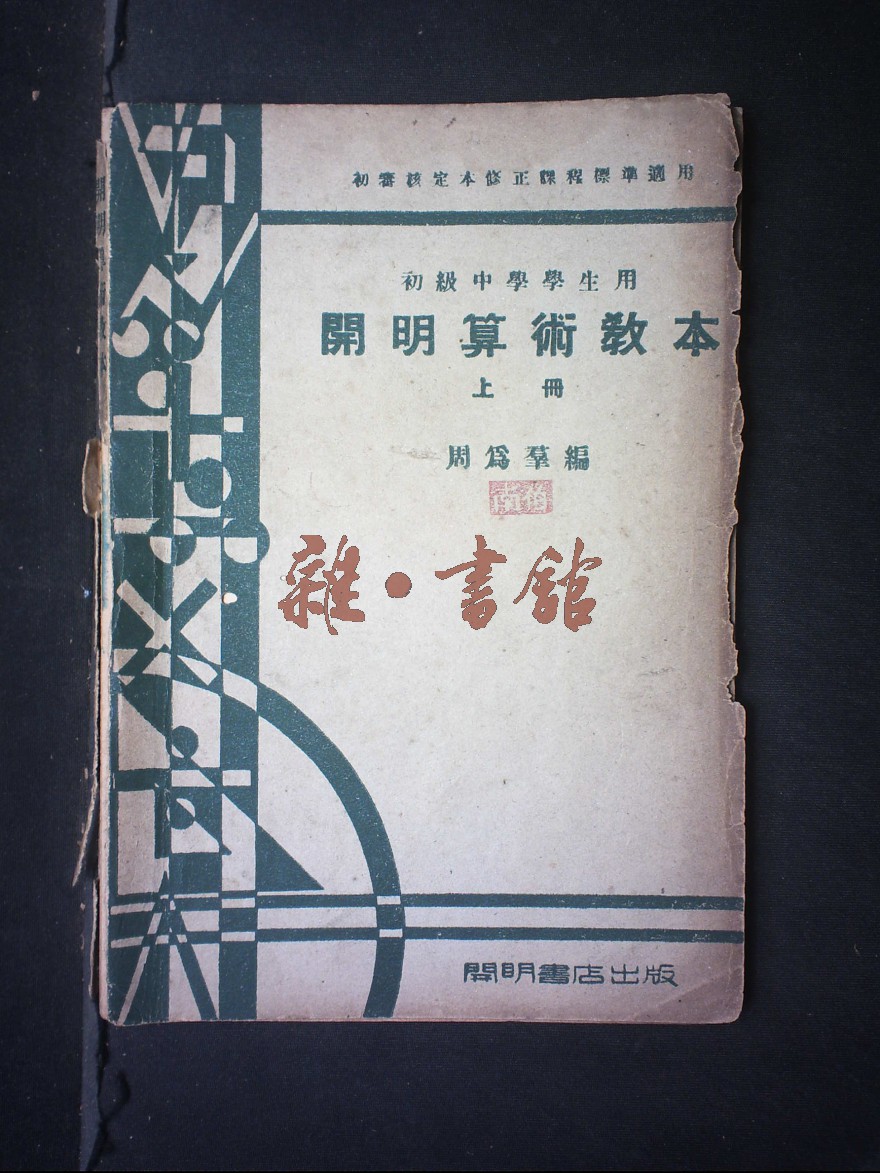 初審核定本修正課程標準適用
初級中學學生用
開明算術教本
上冊
周爲羣編
雜·書館
開明書店出版
開明